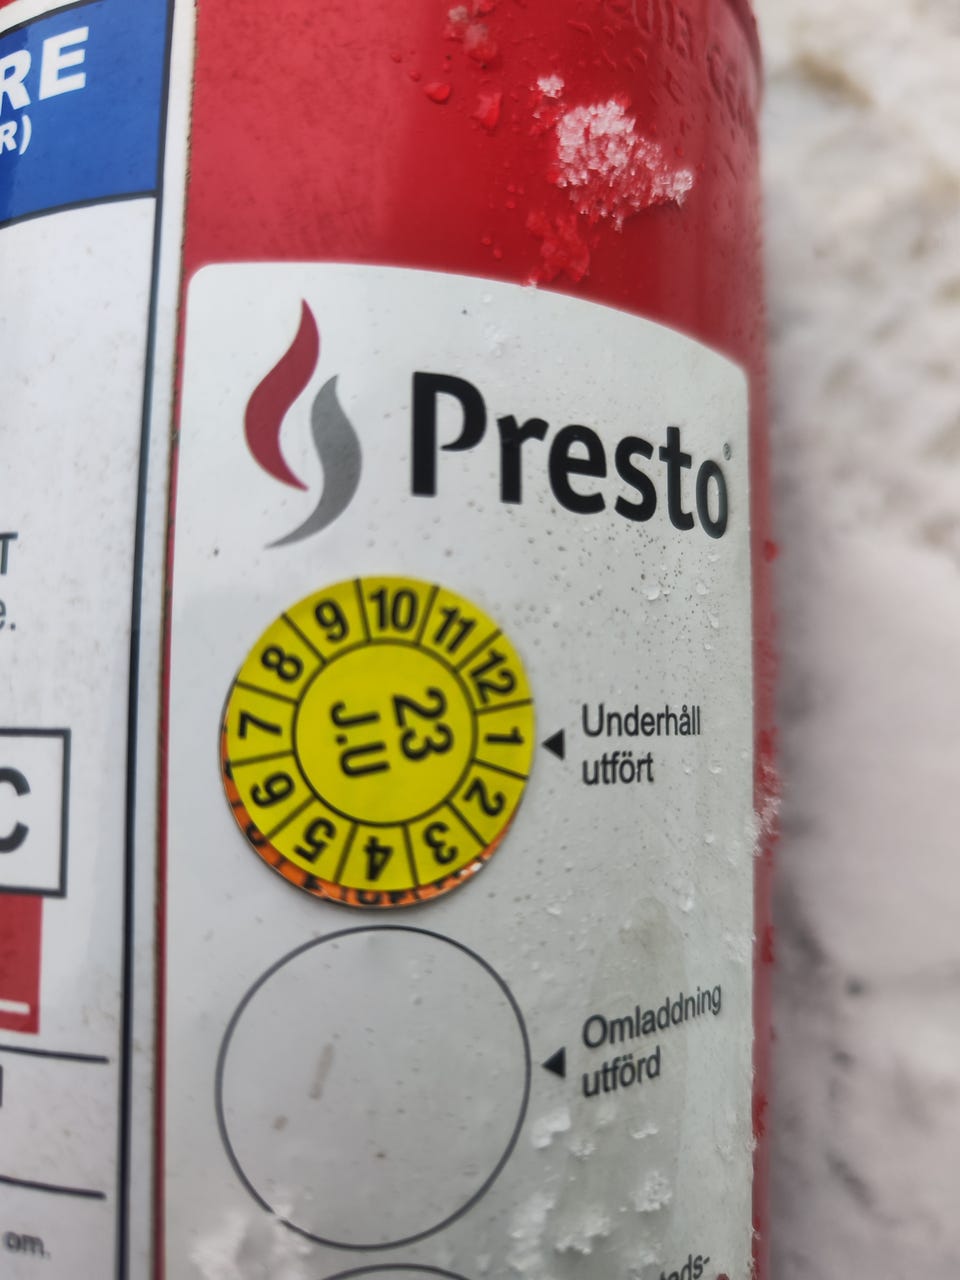 RE
R)
T
e.
C
om.
Presto®
9 10 11 12 1 2 3 4 5 6 7 8
23
J.U
Underhåll
utfört
Omladdning
utförd